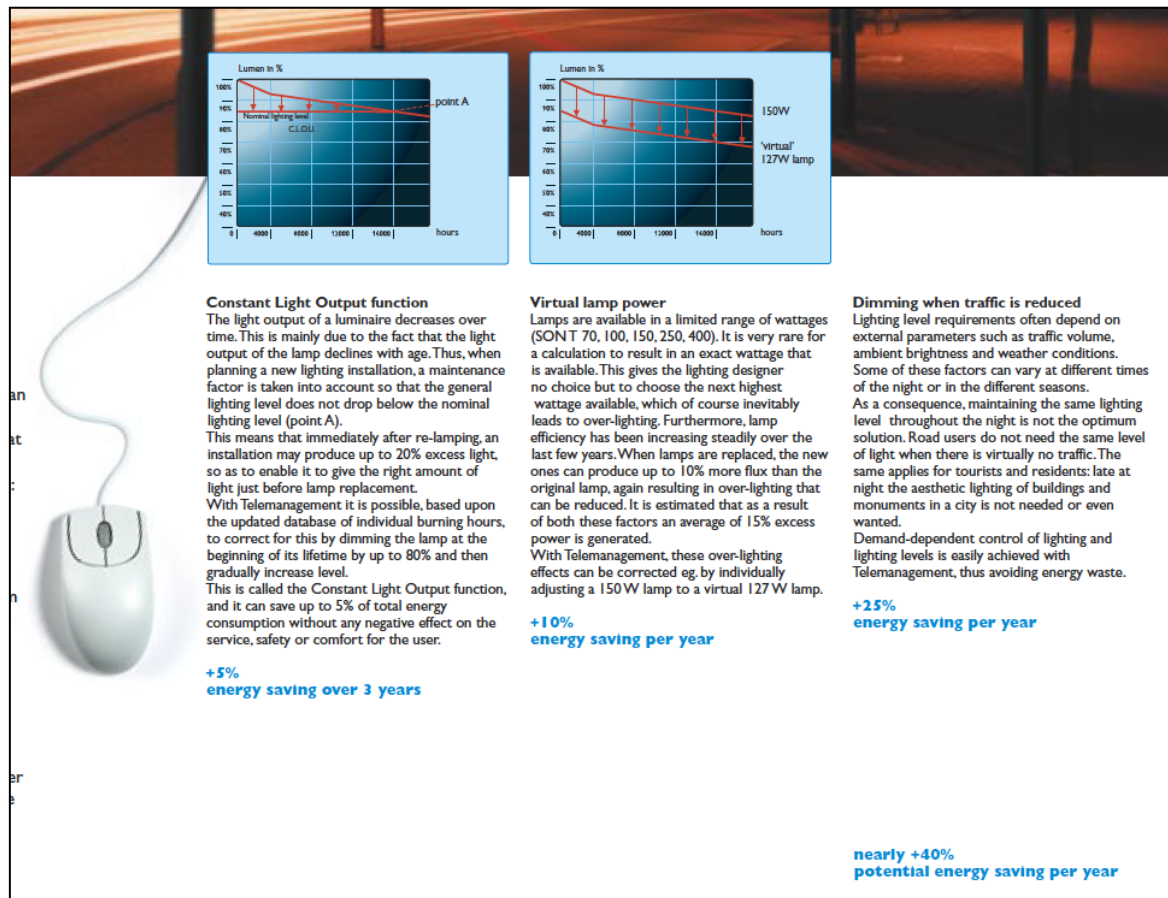 Lumen in %
100%
90%
80%
70%
60%
50%
40%
point A
Nominal lighting level
C.L.O.U.
0 4000 8000 12000 16000 hours
Lumen in %
100%
90%
80%
70%
60%
50%
40%
150W
'virtual'
127W lamp
hours
Constant Light Output function
The light output of a luminaire decreases over
time. This is mainly due to the fact that the light
output of the lamp declines with age. Thus, when
planning a new lighting installation, a maintenance
factor is taken into account so that the general
lighting level does not drop below the nominal
lighting level (point A).
This means that immediately after re-lamping, an
installation may produce up to 20% excess light,
so as to enable it to give the right amount of
light just before lamp replacement.
With Telemanagement it is possible, based upon
the updated database of individual burning hours,
to correct for this by dimming the lamp at the
beginning of its lifetime by up to 80% and then
gradually increase level.
This is called the Constant Light Output function,
and it can save up to 5% of total energy
consumption without any negative effect on the
service, safety or comfort for the user.
+5%
energy saving over 3 years
Virtual lamp power
Lamps are available in a limited range of wattages
(SON T 70, 100, 150, 250, 400). It is very rare for
a calculation to result in an exact wattage that
is available. This gives the lighting designer
no choice but to choose the next highest
wattage available, which of course inevitably
leads to over-lighting. Furthermore, lamp
efficiency has been increasing steadily over the
last few years. When lamps are replaced, the new
ones can produce up to 10% more flux than the
original lamp, again resulting in over-lighting that
can be reduced. It is estimated that as a result
of both these factors an average of 15% excess
power is generated.
With Telemanagement, these over-lighting
effects can be corrected eg. by individually
adjusting a 150 W lamp to a virtual 127 W lamp.
+10%
energy saving per year
Dimming when traffic is reduced
Lighting level requirements often depend on
external parameters such as traffic volume,
ambient brightness and weather conditions.
Some of these factors can vary at different times
of the night or in the different seasons.
As a consequence, maintaining the same lighting
level throughout the night is not the optimum
solution. Road users do not need the same level
of light when there is virtually no traffic. The
same applies for tourists and residents: late at
night the aesthetic lighting of buildings and
monuments in a city is not needed or even
wanted.
Demand-dependent control of lighting and
lighting levels is easily achieved with
Telemanagement, thus avoiding energy waste.
+25%
energy saving per year
nearly +40%
potential energy saving per year